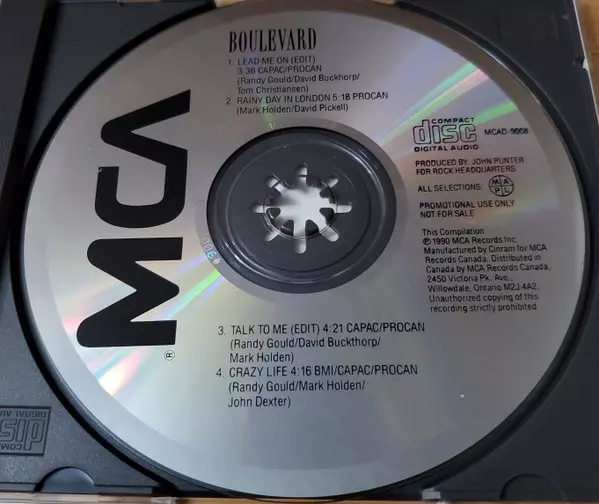 BOULEVARD
1. LEAD ME ON (EDIT)
3:36 CAPAC/PROCAN
(Randy Gould/David Buckhorp/
Tom Christiansen)
2. RAINY DAY IN LONDON 5:18 PROCAN
(Mark Holden/David Pickell)
MCA
®
COMPACT
disc
DIGITAL AUDIO
MCAD-9008
PRODUCED BY: JOHN PUNTER
FOR ROCK HEADQUARTERS
ALL SELECTIONS: M A P L
PROMOTIONAL USE ONLY
NOT FOR SALE
This Compilation
℗1990 MCA Records Inc.
Manufactured by Cinram for MCA
Records Canada. Distributed in
Canada by MCA Records Canada,
2450 Victoria Pk. Ave.,
Willowdale, Ontario M2J 4A2.
Unauthorized copying of this
recording strictly prohibited.
3. TALK TO ME (EDIT) 4:21 CAPAC/PROCAN
(Randy Gould/David Buckthorp/
Mark Holden)
4. CRAZY LIFE 4:16 BMI/CAPAC/PROCAN
(Randy Gould/Mark Holden/
John Dexter)